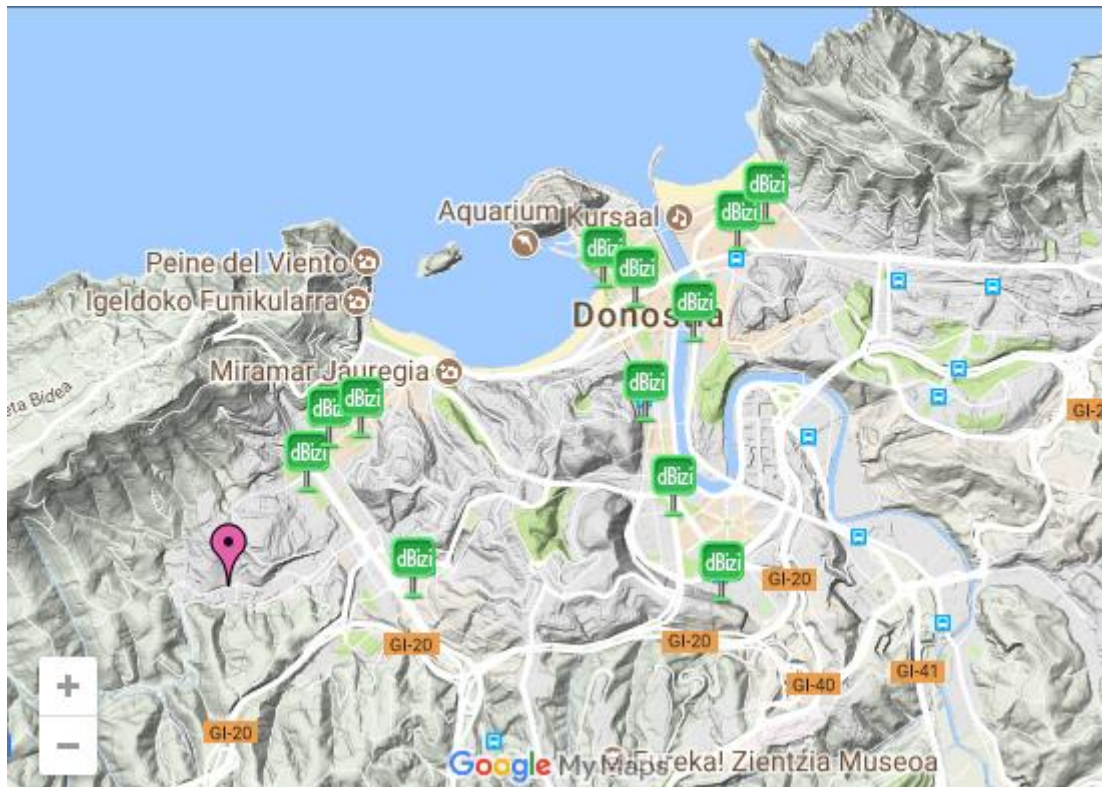 dBizi
dBizi
Aquarium
Kursaal
dBizi
dBizi
Peine del Viento
Igeldoko Funikularra
dBizi
Donostia
Miramar Jauregia
dBizi
dBizi
dBizi
eta Bidea
GI-2
dBizi
dBizi
dBizi
dBizi
GI-20
GI-20
GI-20
GI-40
GI-41
GI-20
+
−
Google My Maps
Eureka! Zientzia Museoa